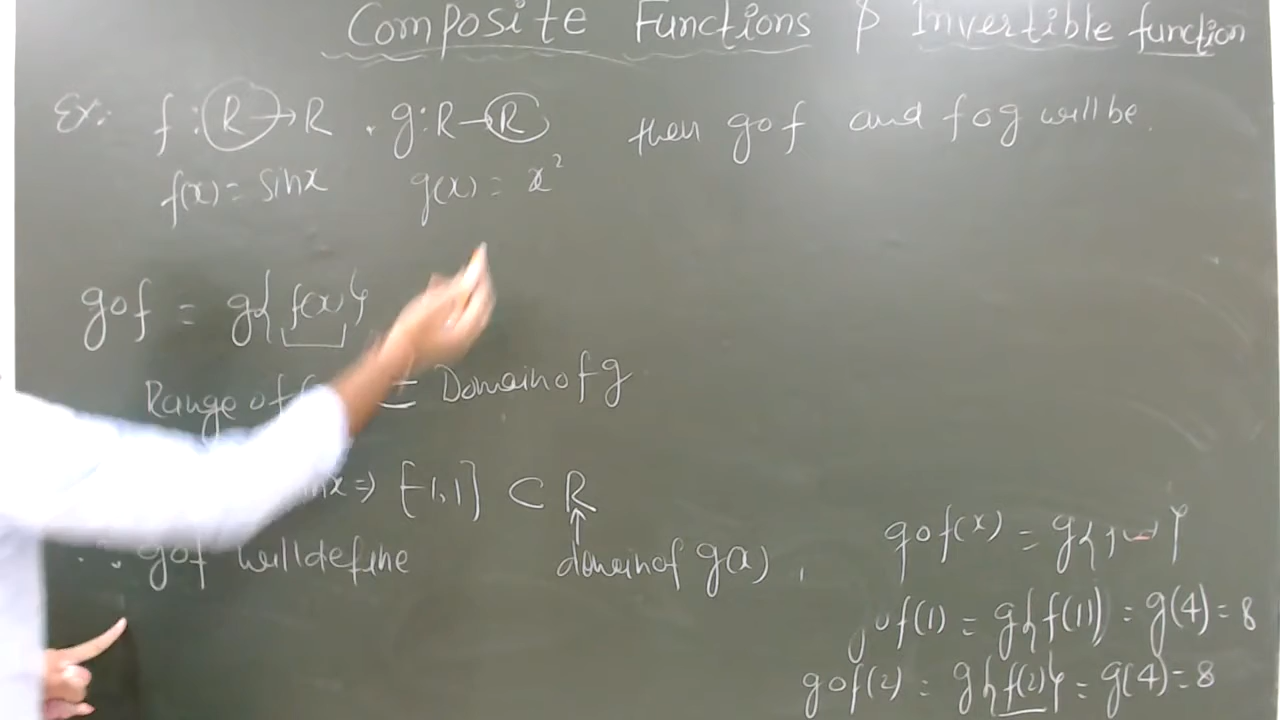 Composite Functions & Invertible function
Ex: f : R → R . g : R → R then gof and fog will be.
f(x) = sinx g(x) = x²
gof = g{f(x)}
Range of = Domain of g
x ⇒ [-1,1] ⊂ R
∴ gof will define domain of g(x),
gof(x) = g{
gof(1) = g{f(1)} = g(4) = 8
gof(2) = g{f(2)} = g(4) = 8